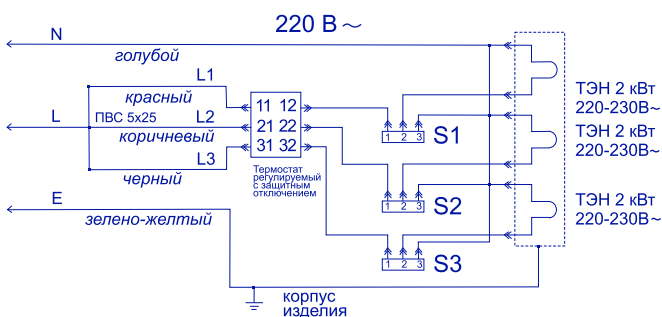 220 В ~
N
голубой
L1
красный
L
ПВС 5x25
L2
коричневый
L3
черный
E
зелено-желтый
11 12
21 22
31 32
Термостат
регулируемый
с защитным
отключением
1 2 3
S1
1 2 3
S2
1 2 3
S3
ТЭН 2 кВт
220-230В~
ТЭН 2 кВт
220-230В~
ТЭН 2 кВт
220-230В~
корпус
изделия